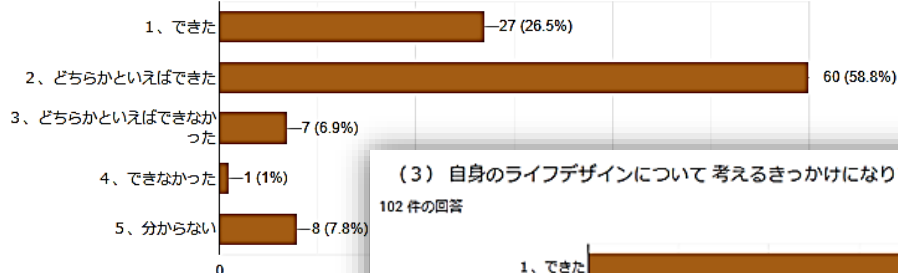 1、できた
27 (26.5%)
2、どちらかといえばできた
60 (58.8%)
3、どちらかといえばできなか
った
7 (6.9%)
4、できなかった
1 (1%)
5、分からない
8 (7.8%)
0
(3) 自身のライフデザインについて 考えるきっかけになり
102 件の回答
1、できた